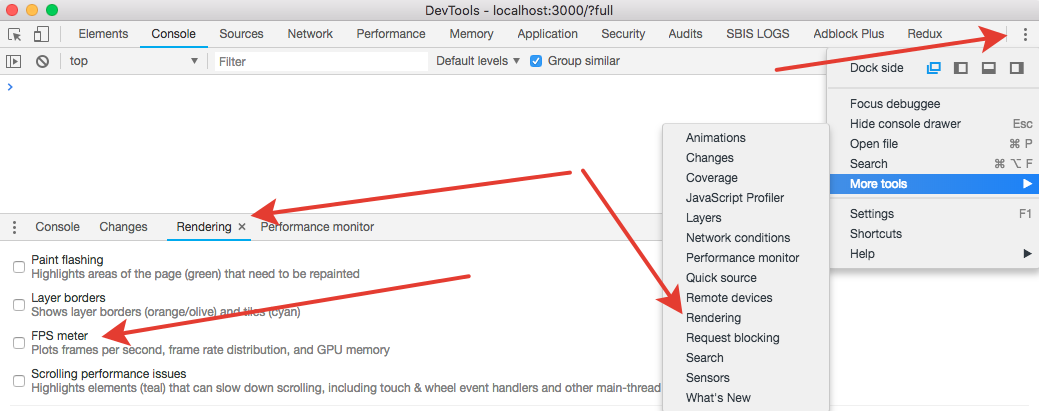 DevTools - localhost:3000/?full
Elements Console Sources Network Performance Memory Application Security Audits SBIS LOGS Adblock Plus Redux
top Filter Default levels Group similar
Dock side
Focus debuggee
Hide console drawer Esc
Open file ⌘ P
Search ⌘ ⌥ F
More tools
Settings F1
Shortcuts
Help
Animations
Changes
Coverage
JavaScript Profiler
Layers
Network conditions
Performance monitor
Quick source
Remote devices
Rendering
Request blocking
Search
Sensors
What's New
Console Changes Rendering × Performance monitor
Paint flashing
Highlights areas of the page (green) that need to be repainted
Layer borders
Shows layer borders (orange/olive) and tiles (cyan)
FPS meter
Plots frames per second, frame rate distribution, and GPU memory
Scrolling performance issues
Highlights elements (teal) that can slow down scrolling, including touch & wheel event handlers and other main-thread